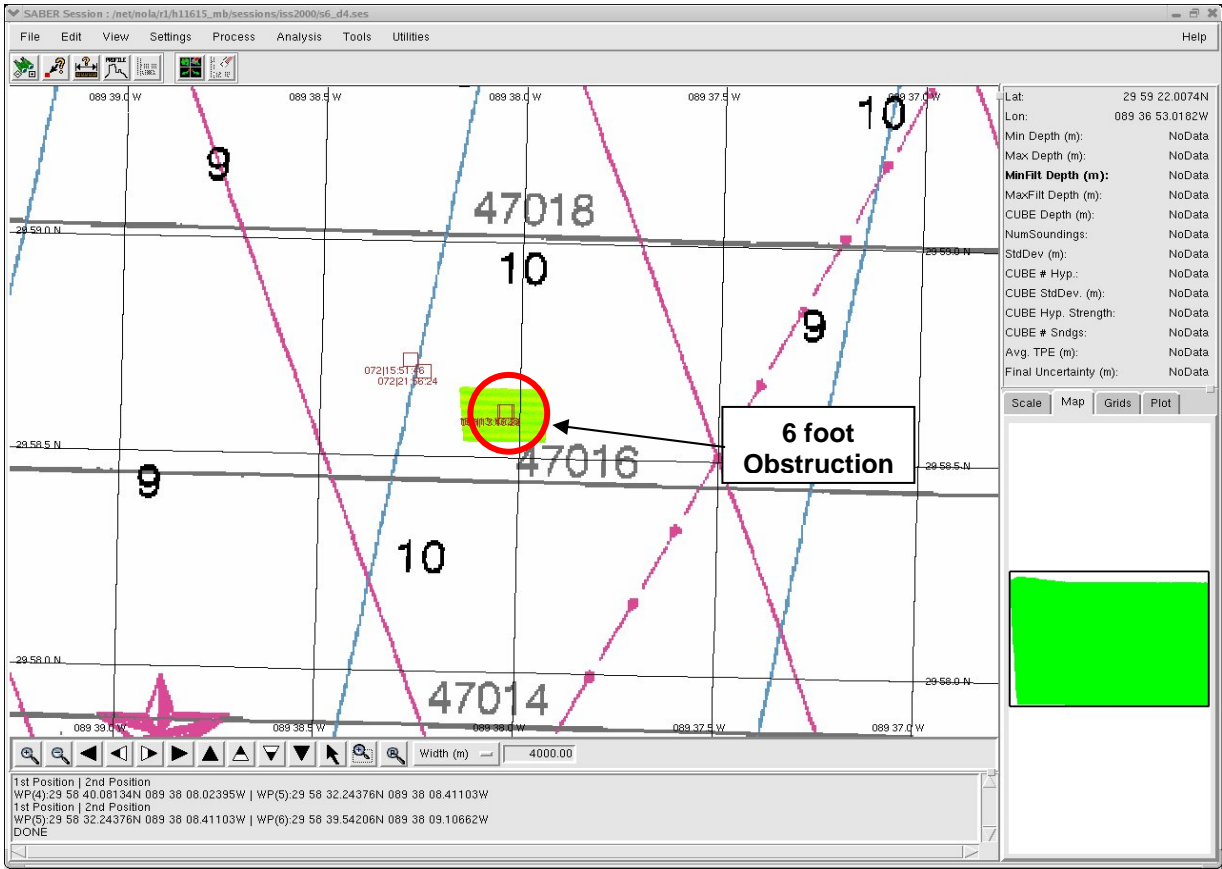 SABER Session : /net/nola/r1/h11615_mb/sessions/iss2000/s6_d4.ses
File Edit View Settings Process Analysis Tools Utilities Help
PROFILE
089 39.0 W 089 38.5 W 089 38.0 W 089 37.5 W 089 37.0 W
10
9
47018
29 59.0 N
29 59.0 N
10
9
072|15:51:46
072|21:56:24
6 foot
Obstruction
29 58.5 N
47016
29 58.5 N
9
10
29 58.0 N
29 58.0 N
47014
089 39.0 W 089 38.5 W 089 38.0 W 089 37.5 W 089 37.0 W
Lat: 29 59 22.0074N
Lon: 089 36 53.0182W
Min Depth (m): NoData
Max Depth (m): NoData
MinFilt Depth (m): NoData
MaxFilt Depth (m): NoData
CUBE Depth (m): NoData
NumSoundings: NoData
StdDev (m): NoData
CUBE # Hyp.: NoData
CUBE StdDev. (m): NoData
CUBE Hyp. Strength: NoData
CUBE # Sndgs: NoData
Avg. TPE (m): NoData
Final Uncertainty (m): NoData
Scale Map Grids Plot
Width (m) 4000.00
1st Position | 2nd Position
WP(4):29 58 40.08134N 089 38 08.02395W | WP(5):29 58 32.24376N 089 38 08.41103W
1st Position | 2nd Position
WP(5):29 58 32.24376N 089 38 08.41103W | WP(6):29 58 39.54206N 089 38 09.10662W
DONE